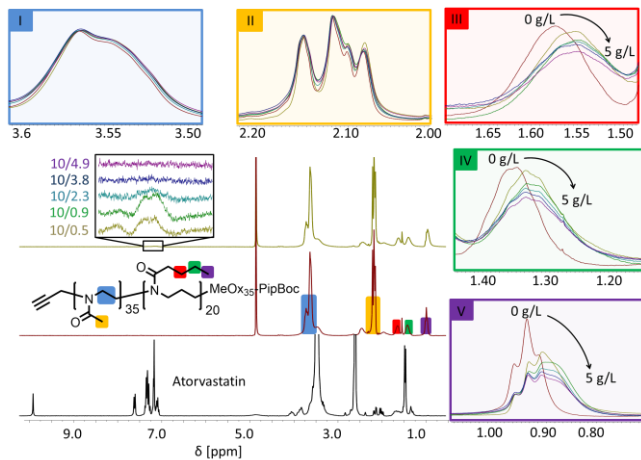 I
3.6
3.55
3.50
II
2.20
2.10
2.00
III
0 g/L
5 g/L
1.65
1.55
1.50
10/4.9
10/3.8
10/2.3
10/0.9
10/0.5
IV
0 g/L
5 g/L
1.40
1.30
1.20
O
N
35
O
N
20
MeOx35-PipBoc
O
V
0 g/L
5 g/L
1.00
0.90
0.80
Atorvastatin
9.0
7.0
5.0
3.0
1.0
δ [ppm]